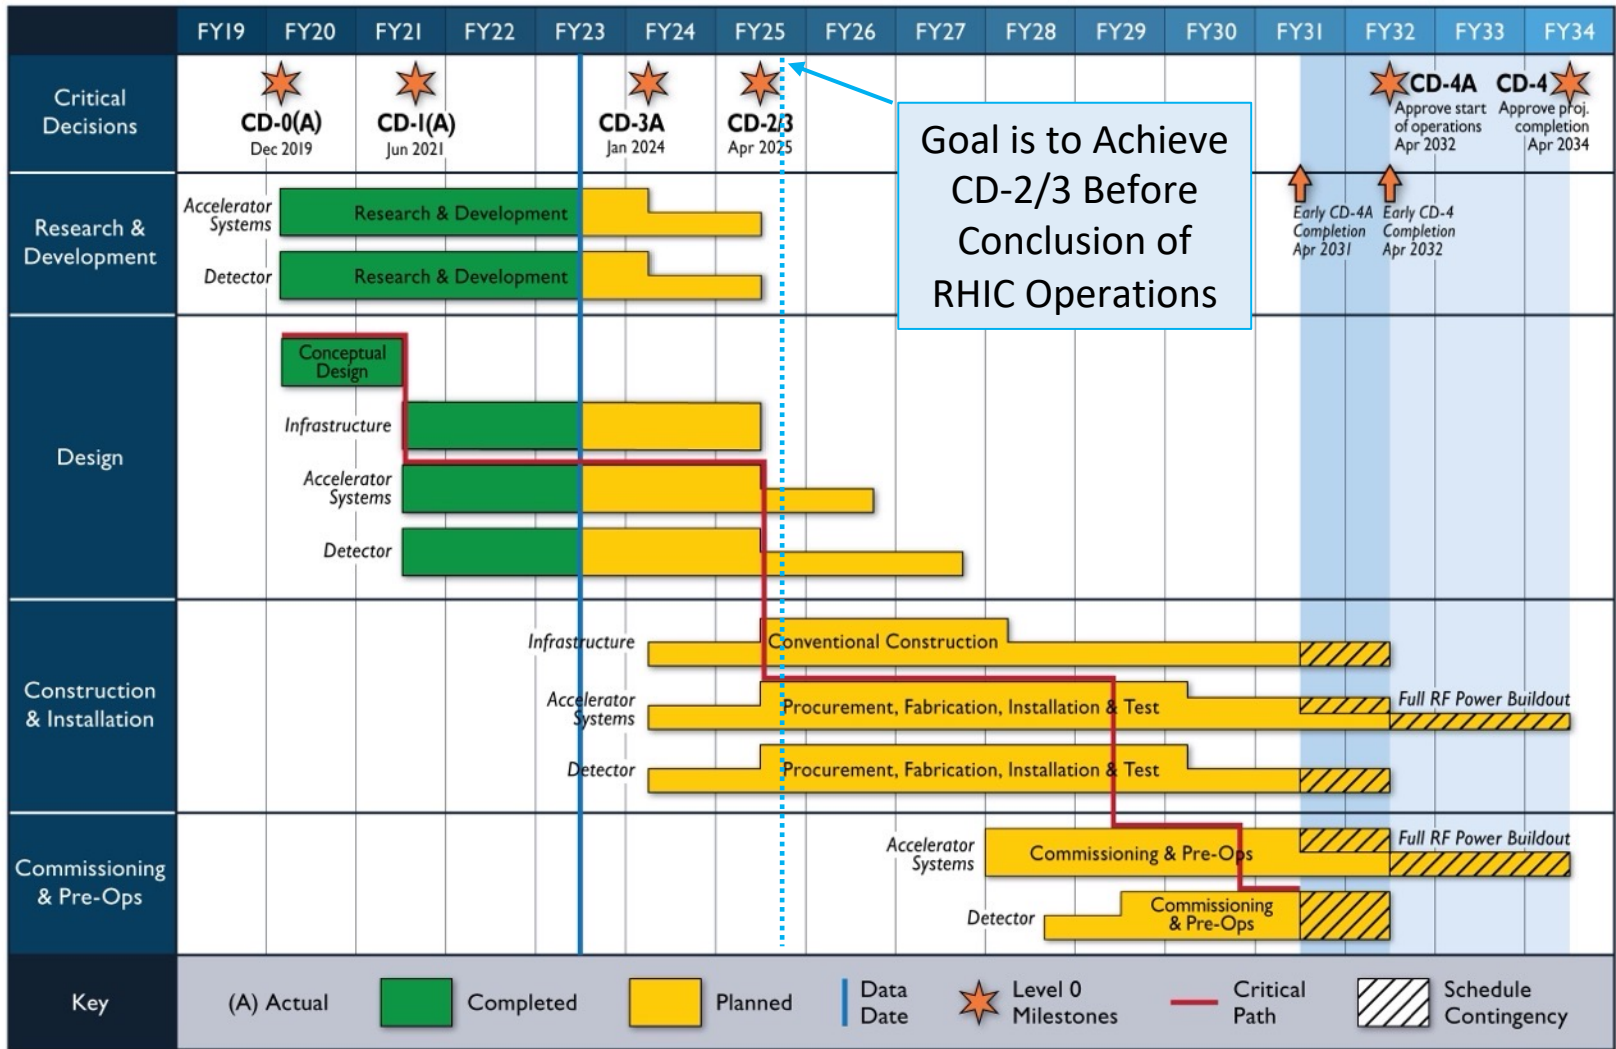 FY19 FY20 FY21 FY22 FY23 FY24 FY25 FY26 FY27 FY28 FY29 FY30 FY31 FY32 FY33 FY34
Critical
Decisions
CD-0(A)
Dec 2019
CD-1(A)
Jun 2021
CD-3A
Jan 2024
CD-2/3
Apr 2025
Goal is to Achieve
CD-2/3 Before
Conclusion of
RHIC Operations
CD-4A
Approve start
of operations
Apr 2032
CD-4
Approve proj.
completion
Apr 2034
Early CD-4A
Completion
Apr 2031
Early CD-4
Completion
Apr 2032
Research &
Development
Accelerator
Systems
Research & Development
Detector
Research & Development
Design
Conceptual
Design
Infrastructure
Accelerator
Systems
Detector
Construction
& Installation
Infrastructure
Conventional Construction
Accelerator
Systems
Procurement, Fabrication, Installation & Test
Full RF Power Buildout
Detector
Procurement, Fabrication, Installation & Test
Commissioning
& Pre-Ops
Accelerator
Systems
Commissioning & Pre-Ops
Full RF Power Buildout
Detector
Commissioning
& Pre-Ops
Key
(A) Actual
Completed
Planned
Data
Date
Level 0
Milestones
Critical
Path
Schedule
Contingency